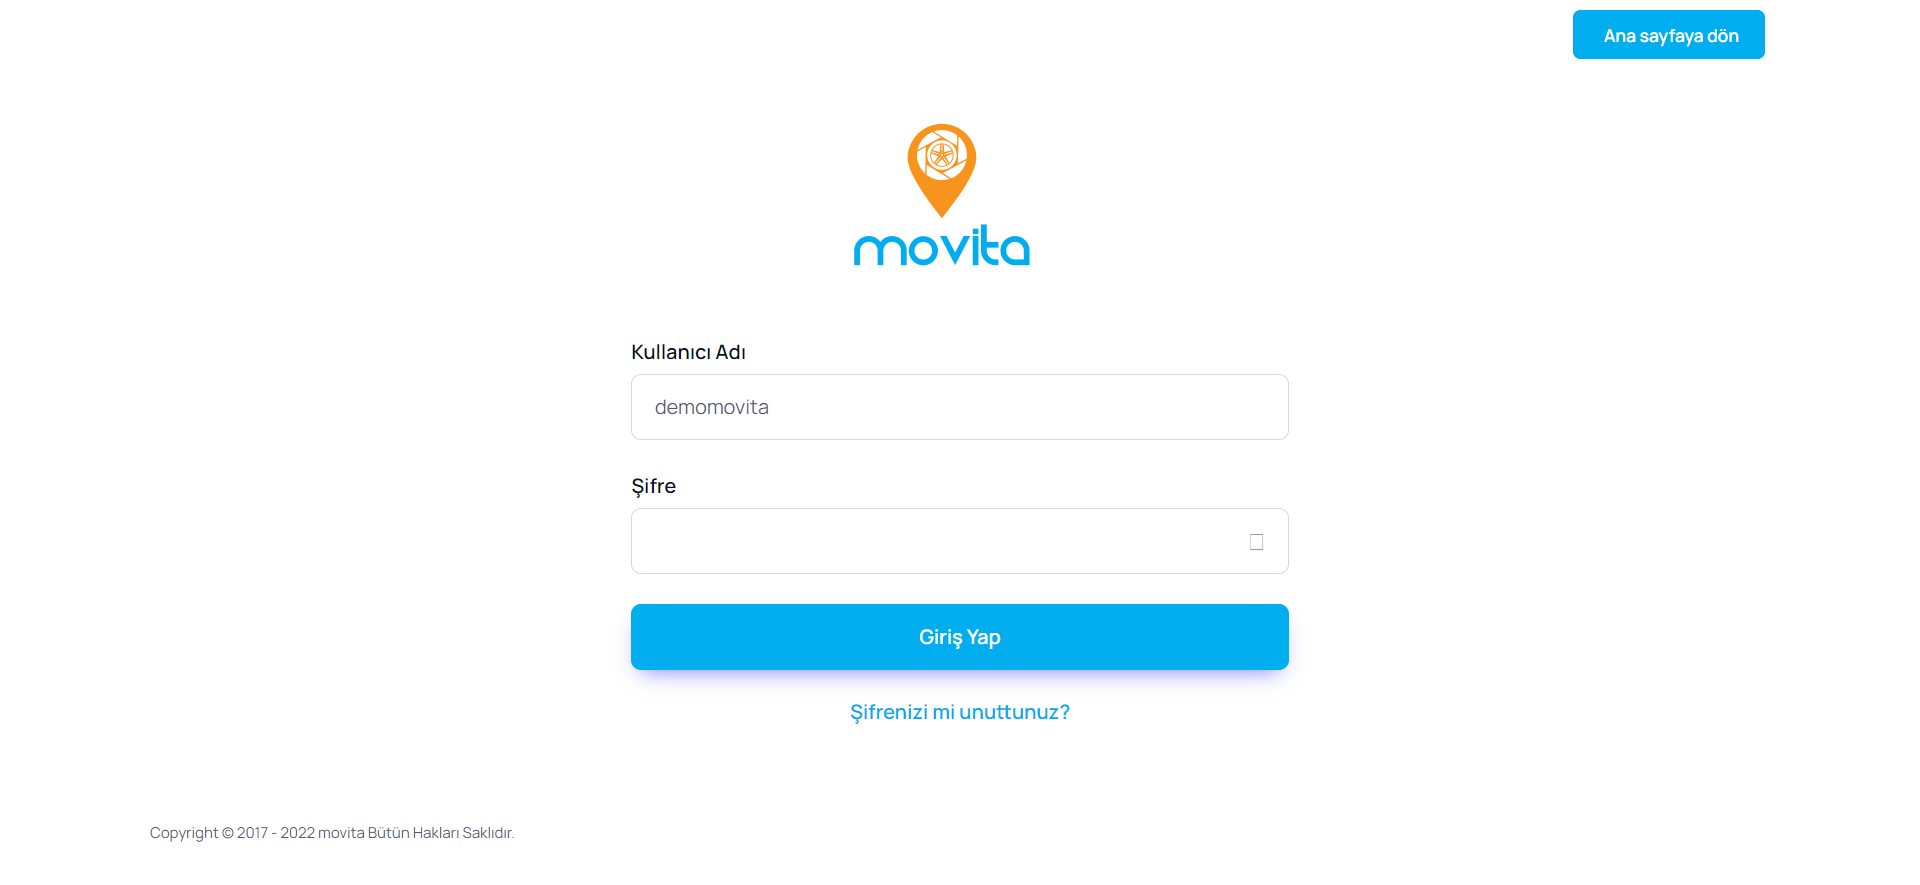 Ana sayfaya dön
movita
Kullanıcı Adı
demomovita
Şifre
Giriş Yap
Şifrenizi mi unuttunuz?
Copyright © 2017 - 2022 movita Bütün Hakları Saklıdır.